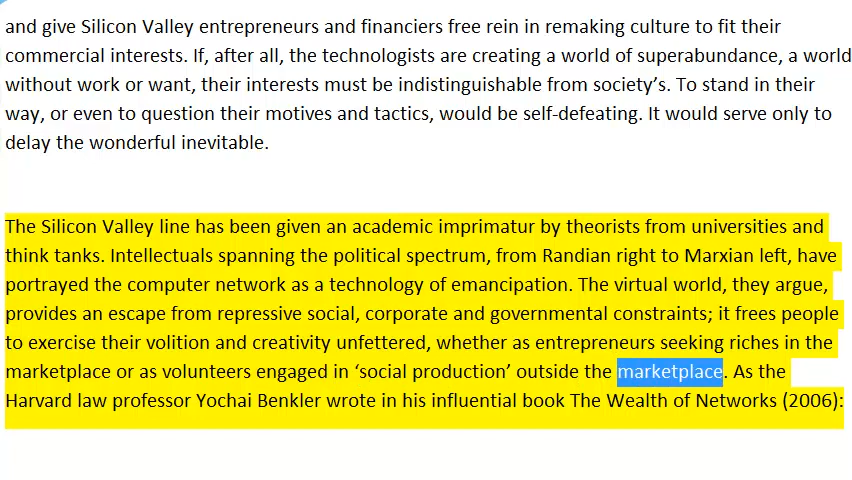 and give Silicon Valley entrepreneurs and financiers free rein in remaking culture to fit their
commercial interests. If, after all, the technologists are creating a world of superabundance, a world
without work or want, their interests must be indistinguishable from society’s. To stand in their
way, or even to question their motives and tactics, would be self-defeating. It would serve only to
delay the wonderful inevitable.
The Silicon Valley line has been given an academic imprimatur by theorists from universities and
think tanks. Intellectuals spanning the political spectrum, from Randian right to Marxian left, have
portrayed the computer network as a technology of emancipation. The virtual world, they argue,
provides an escape from repressive social, corporate and governmental constraints; it frees people
to exercise their volition and creativity unfettered, whether as entrepreneurs seeking riches in the
marketplace or as volunteers engaged in ‘social production’ outside the marketplace. As the
Harvard law professor Yochai Benkler wrote in his influential book The Wealth of Networks (2006):